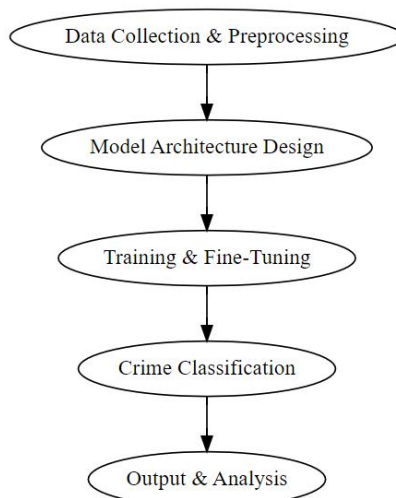 Data Collection & Preprocessing
Model Architecture Design
Training & Fine-Tuning
Crime Classification
Output & Analysis